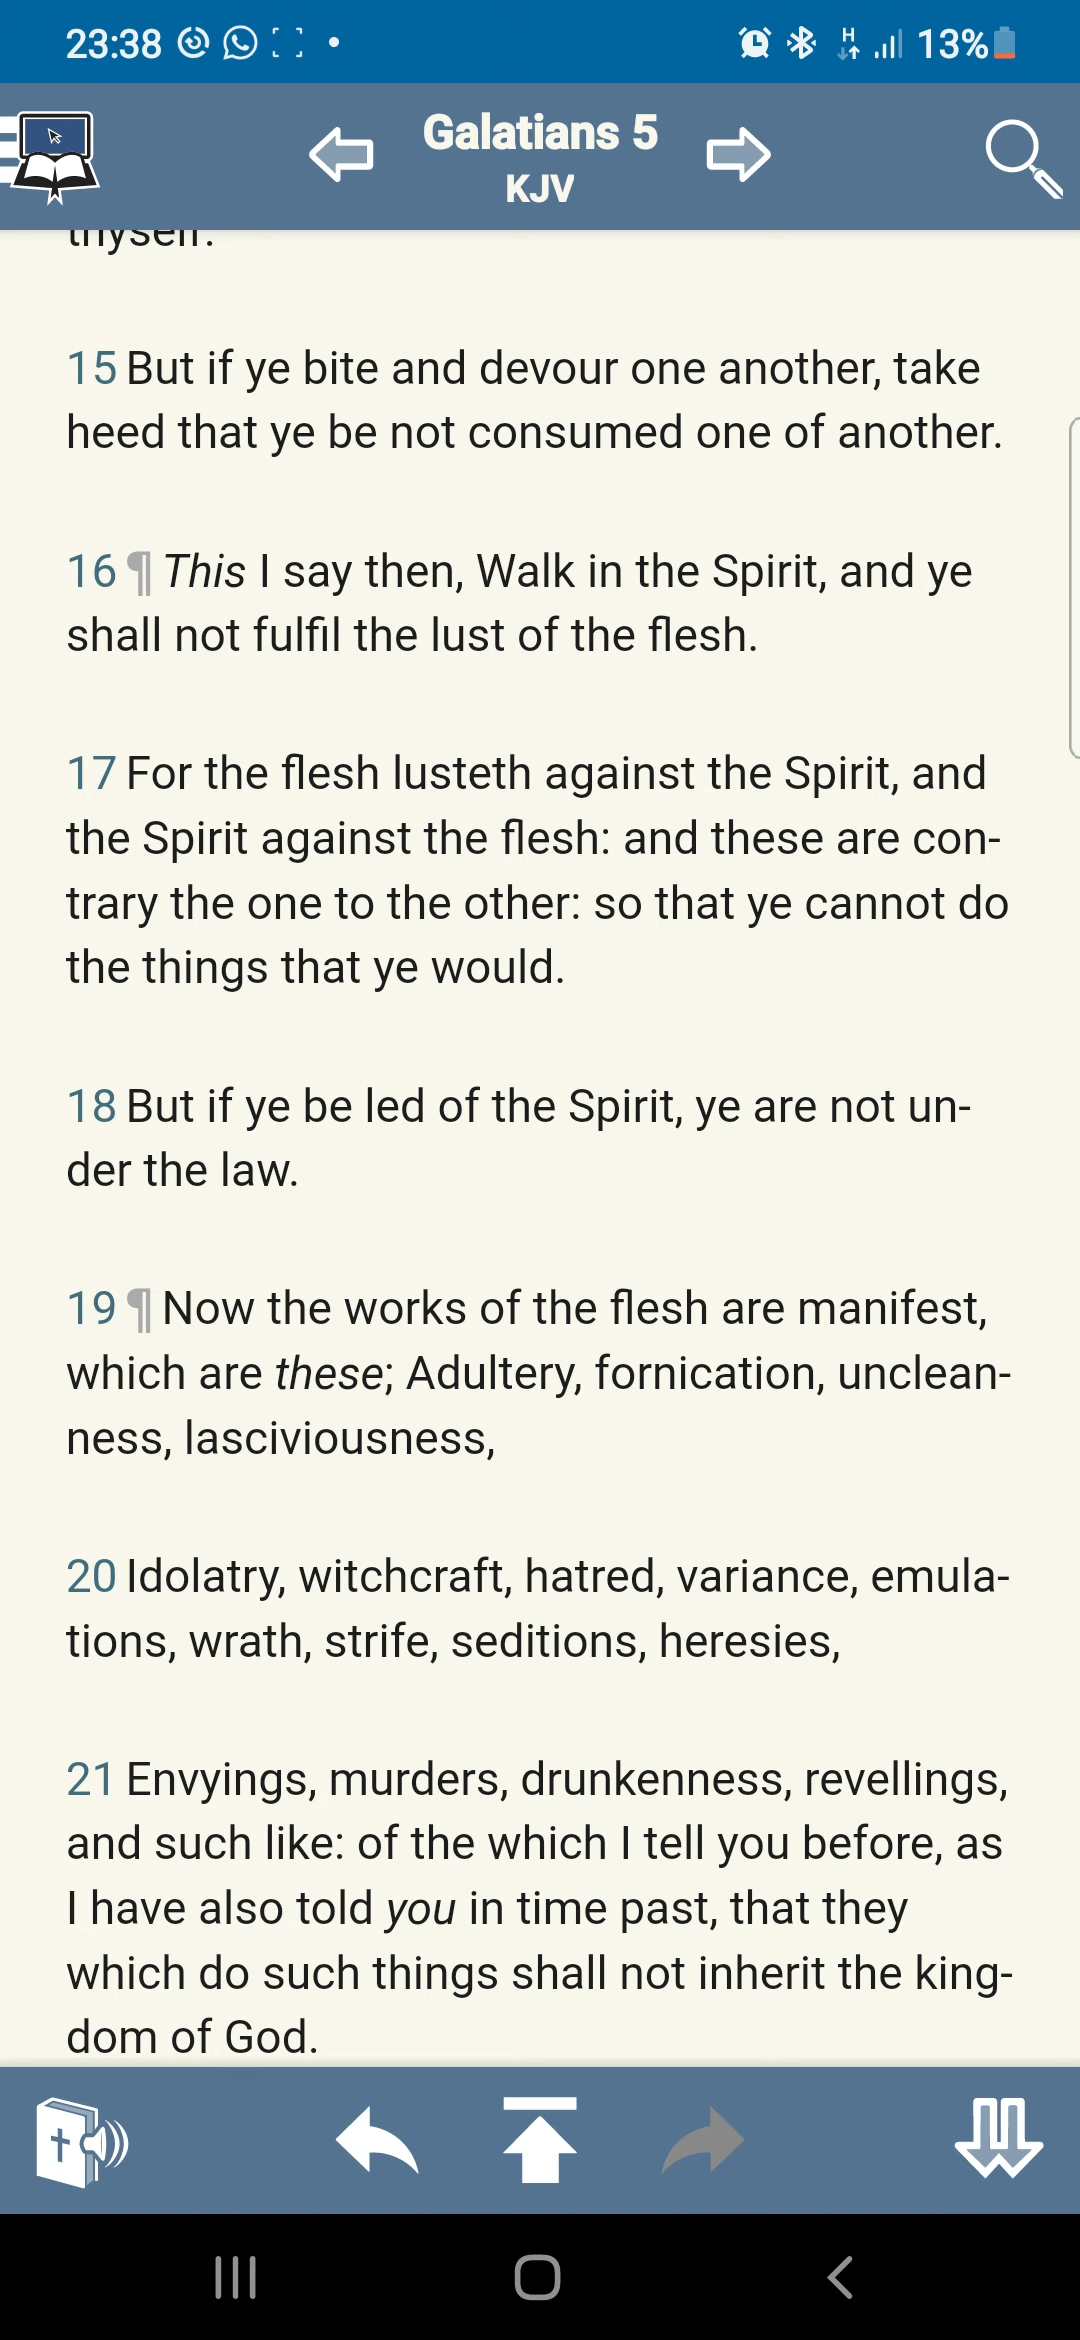 23:38
H
13%
Galatians 5
KJV
thyself.
15 But if ye bite and devour one another, take
heed that ye be not consumed one of another.
16 ¶ This I say then, Walk in the Spirit, and ye
shall not fulfil the lust of the flesh.
17 For the flesh lusteth against the Spirit, and
the Spirit against the flesh: and these are con-
trary the one to the other: so that ye cannot do
the things that ye would.
18 But if ye be led of the Spirit, ye are not un-
der the law.
19 ¶ Now the works of the flesh are manifest,
which are these; Adultery, fornication, unclean-
ness, lasciviousness,
20 Idolatry, witchcraft, hatred, variance, emula-
tions, wrath, strife, seditions, heresies,
21 Envyings, murders, drunkenness, revellings,
and such like: of the which I tell you before, as
I have also told you in time past, that they
which do such things shall not inherit the king-
dom of God.